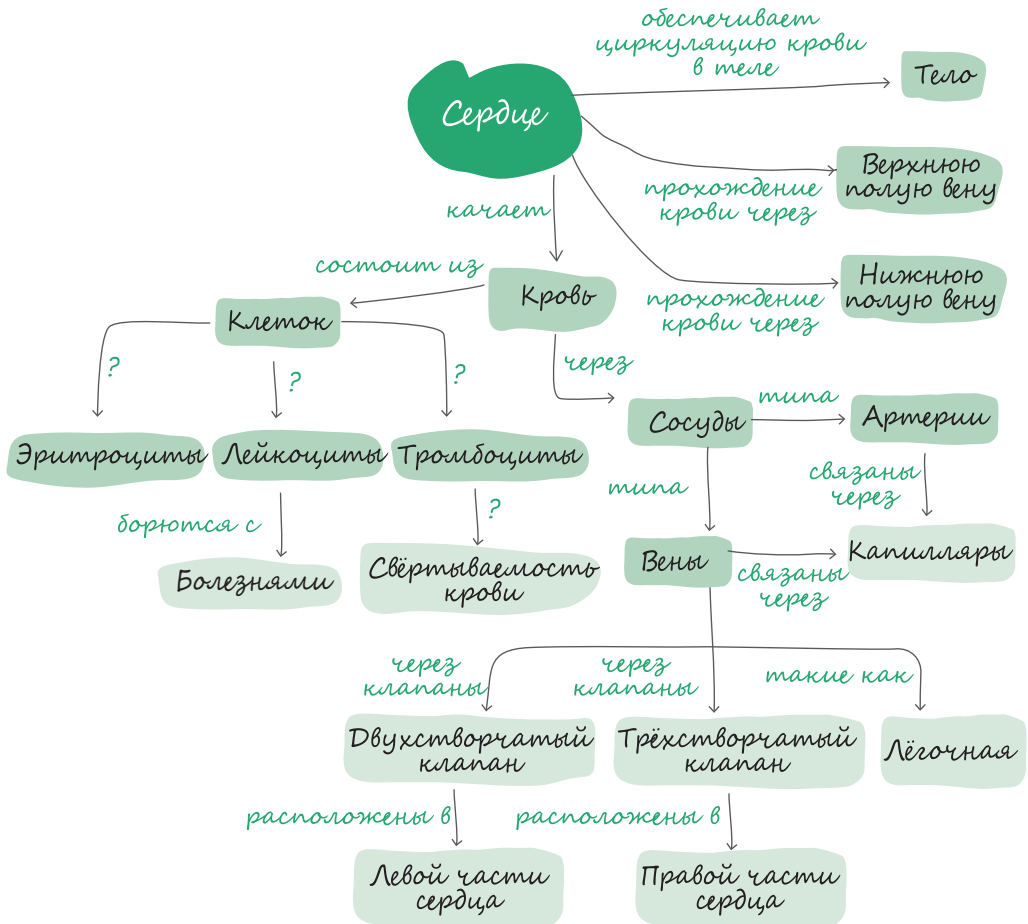 обеспечивает
циркуляцию крови
в теле
Тело
Сердце
Верхнюю
полую вену
прохождение
крови через
качает
состоит из
Нижнюю
полую вену
прохождение
крови через
Кровь
Клеток
через
?
?
?
типа
Сосуды
Артерии
Эритроциты
Лейкоциты
Тромбоциты
связаны
через
типа
?
борются с
Вены
Капилляры
связаны
через
Болезнями
Свёртываемость
крови
через
клапаны
через
клапаны
такие как
Двухстворчатый
клапан
Трёхстворчатый
клапан
Лёгочная
расположены в
расположены в
Левой части
сердца
Правой части
сердца